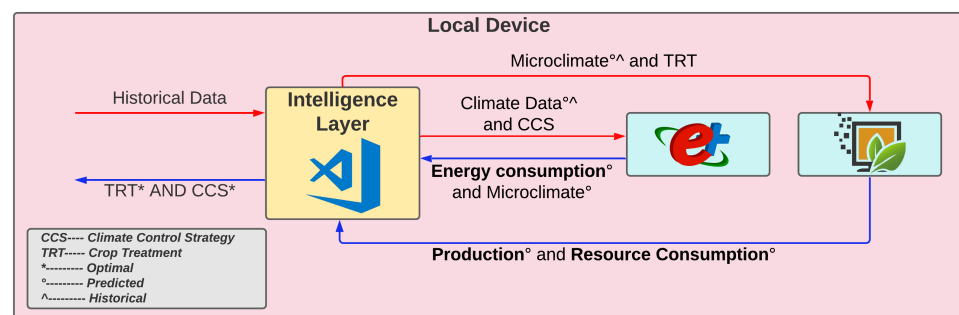 Local Device
Microclimate°^ and TRT
Historical Data
Intelligence
Layer
Climate Data°^
and CCS
e+
Energy consumption°
and Microclimate°
TRT* AND CCS*
Production° and Resource Consumption°
CCS---- Climate Control Strategy
TRT----- Crop Treatment
*--------- Optimal
°--------- Predicted
^--------- Historical